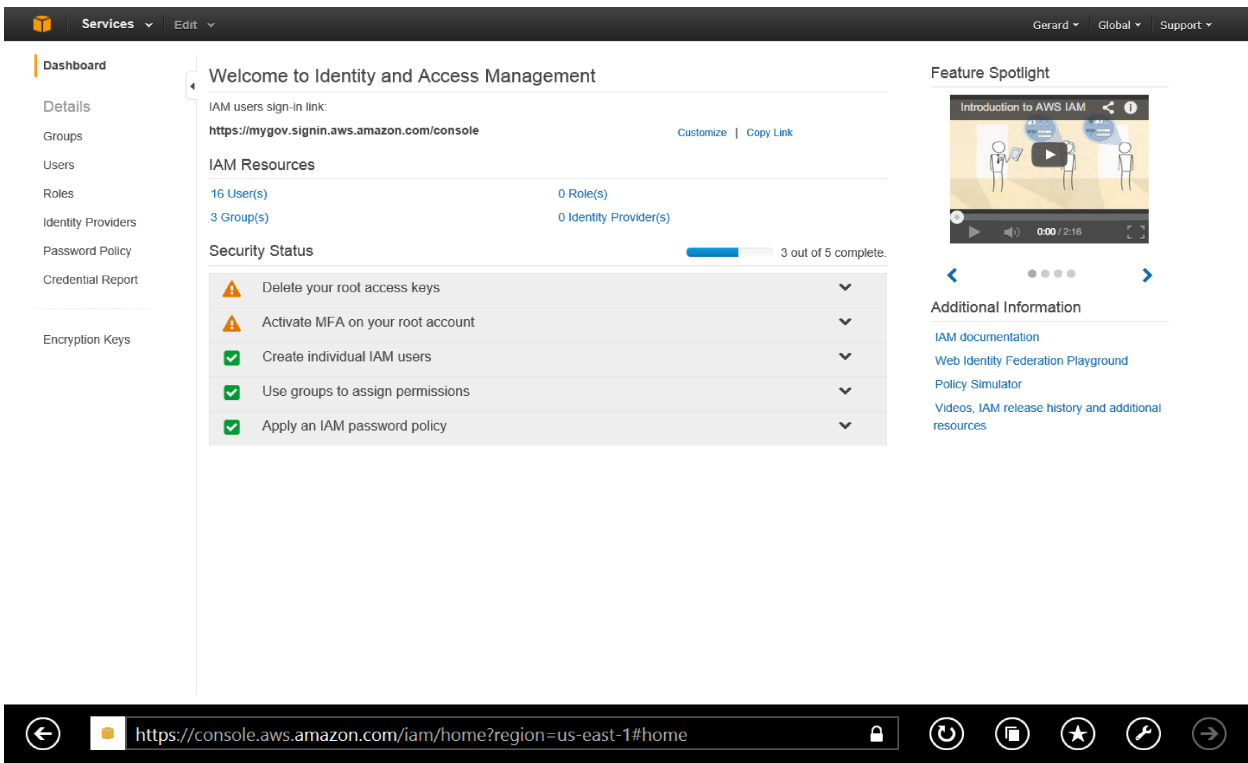 Services Edit Gerard Global Support
Dashboard
Details
Groups
Users
Roles
Identity Providers
Password Policy
Credential Report
Encryption Keys
Welcome to Identity and Access Management
IAM users sign-in link:
https://mygov.signin.aws.amazon.com/console Customize | Copy Link
IAM Resources
16 User(s) 0 Role(s)
3 Group(s) 0 Identity Provider(s)
Security Status 3 out of 5 complete.
Delete your root access keys
Activate MFA on your root account
Create individual IAM users
Use groups to assign permissions
Apply an IAM password policy
Feature Spotlight
Introduction to AWS IAM
0:00 / 2:16
Additional Information
IAM documentation
Web Identity Federation Playground
Policy Simulator
Videos, IAM release history and additional
resources
https://console.aws.amazon.com/iam/home?region=us-east-1#home